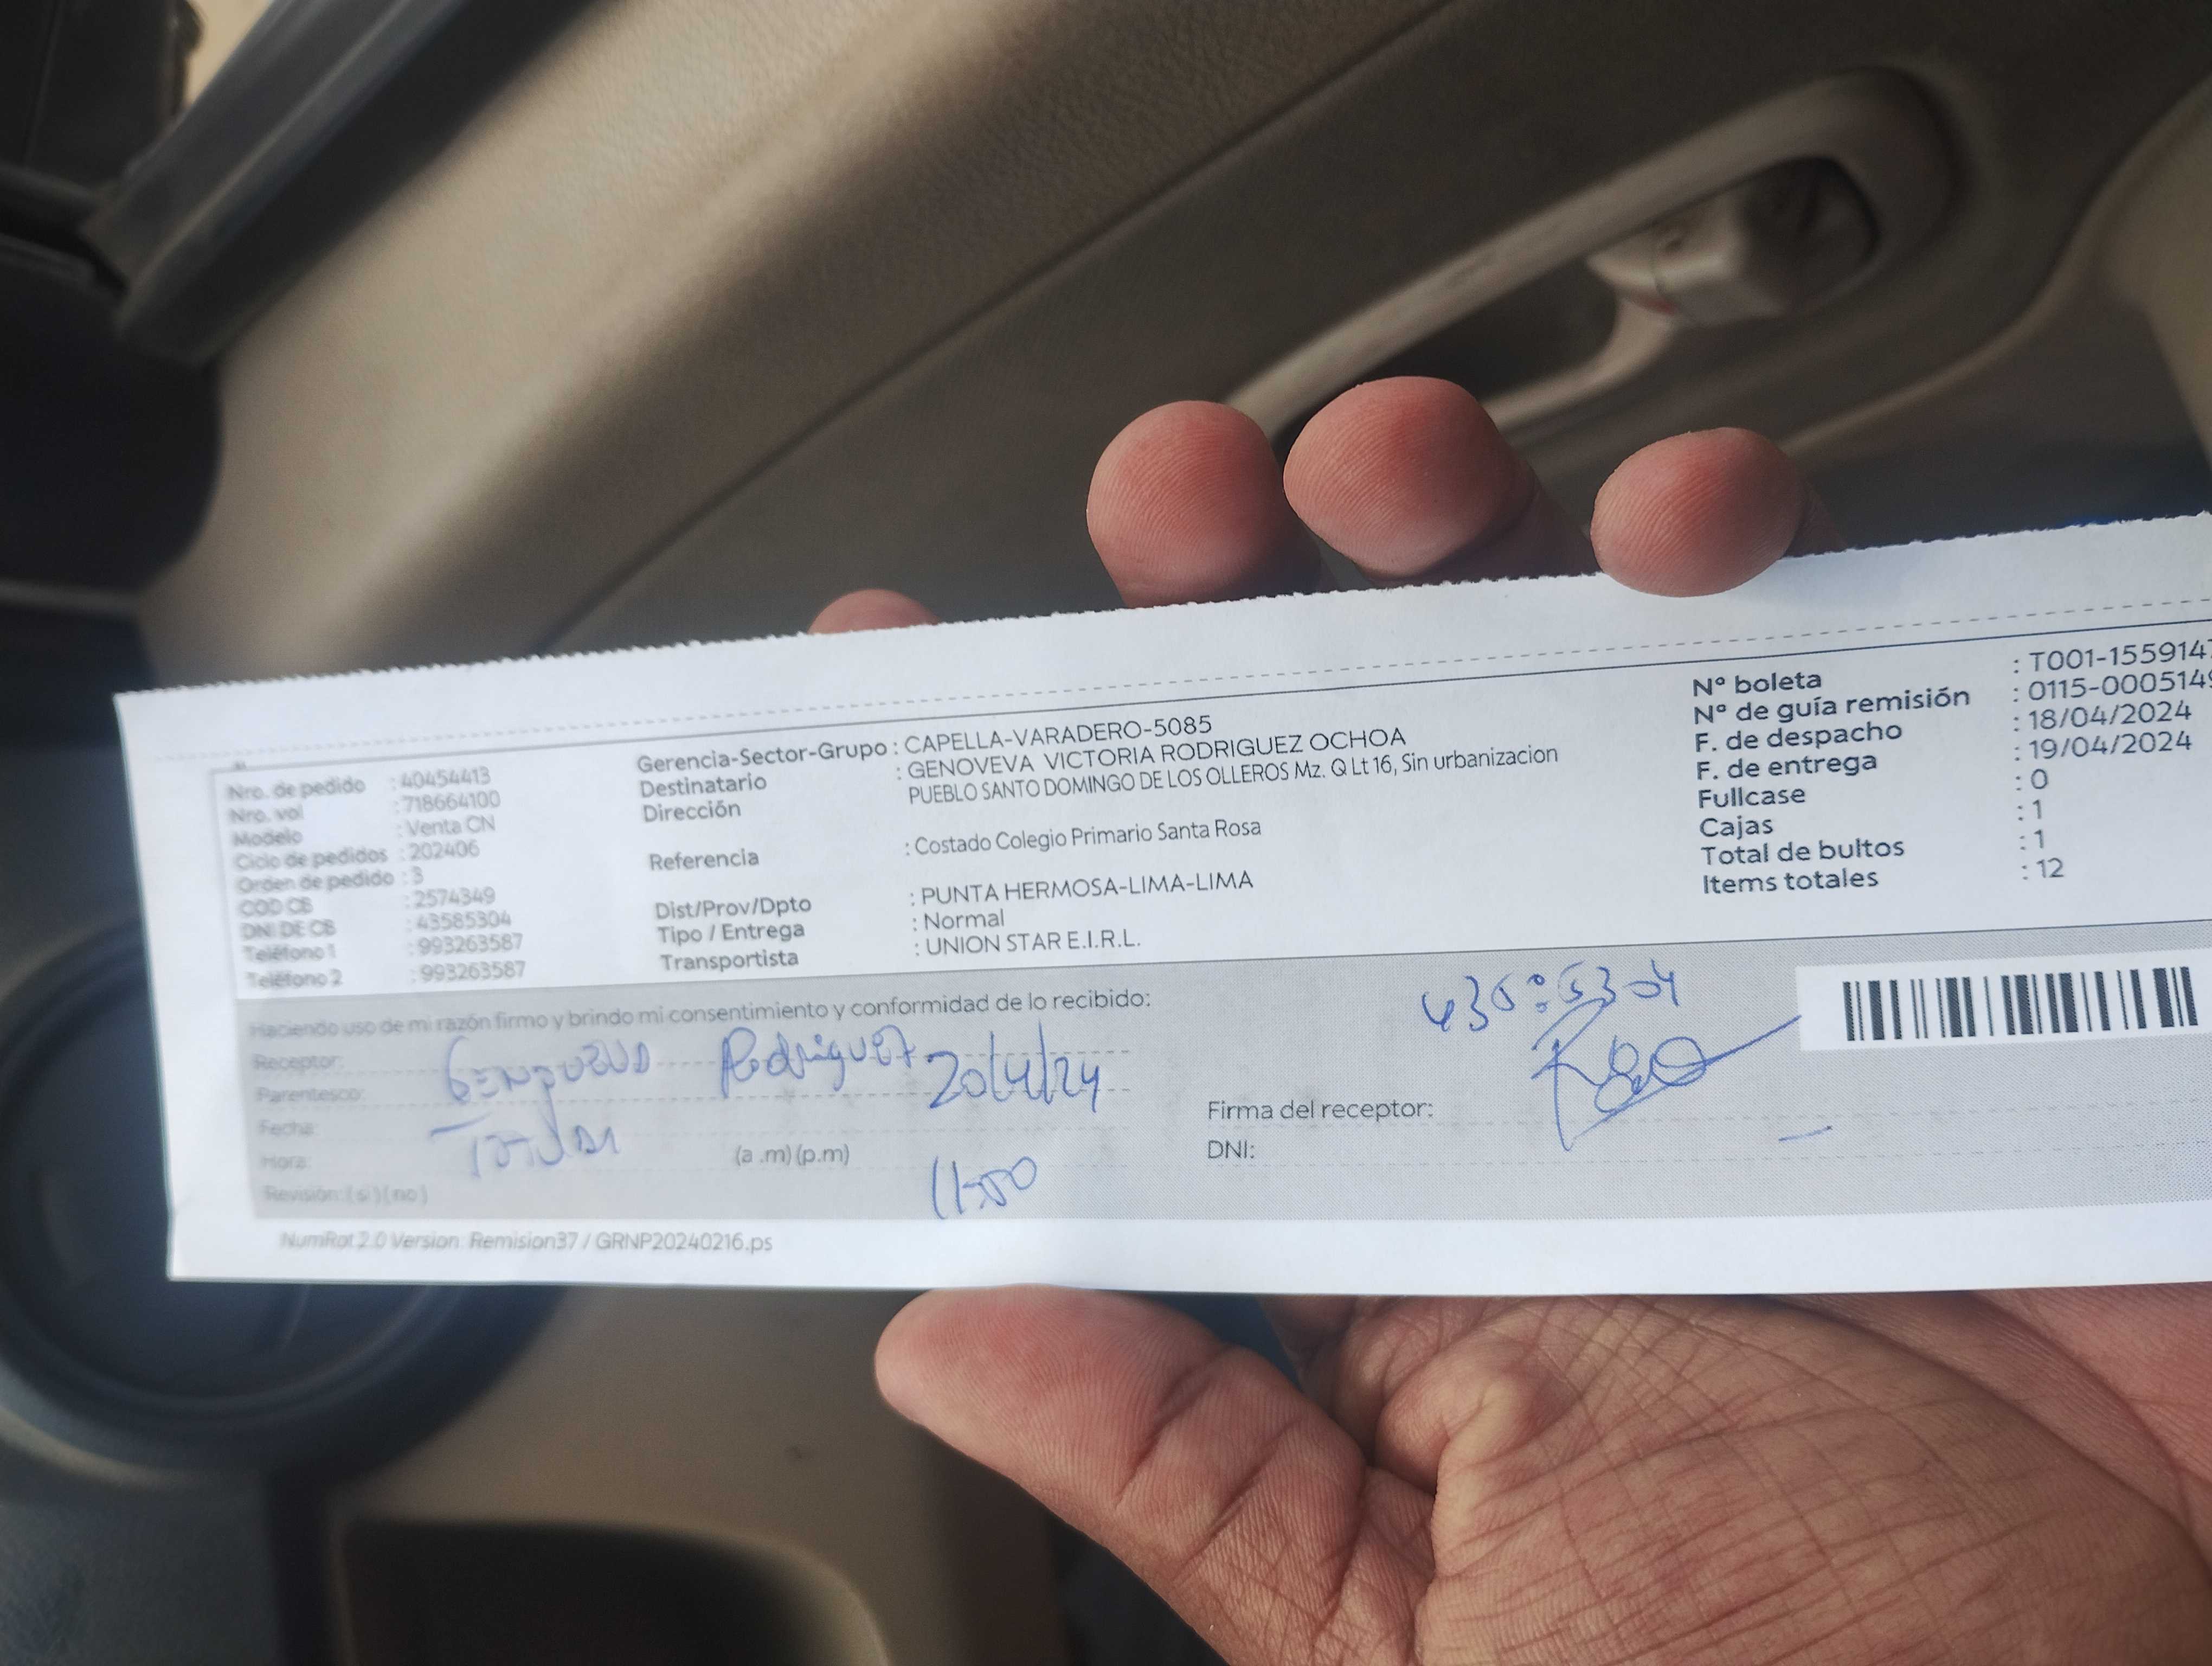 Nro. de pedido : 40454413
Nro. vol : 718664100
Modelo : Venta CN
Ciclo de pedidos : 202406
Orden de pedido : 3
COD CB : 2574349
DNI DE CB : 43585304
Teléfono 1 : 993263587
Teléfono 2 : 993263587
Gerencia-Sector-Grupo : CAPELLA-VARADERO-5085
Destinatario : GENOVEVA VICTORIA RODRIGUEZ OCHOA
Dirección PUEBLO SANTO DOMINGO DE LOS OLLEROS Mz. Q Lt 16, Sin urbanizacion
Referencia : Costado Colegio Primario Santa Rosa
Dist/Prov/Dpto : PUNTA HERMOSA-LIMA-LIMA
Tipo / Entrega : Normal
Transportista : UNION STAR E.I.R.L.
N° boleta : T001-1559147
N° de guía remisión : 0115-0005149
F. de despacho : 18/04/2024
F. de entrega : 19/04/2024
Fullcase : 0
Cajas : 1
Total de bultos : 1
Items totales : 12
Haciendo uso de mi razón firmo y brindo mi consentimiento y conformidad de lo recibido:
Receptor: Rodriguez
Parentesco: 20/4/24
Fecha:
Hora: (a .m) (p.m) 11:00
Revisión: ( si ) ( no )
Firma del receptor:
DNI:
NumRot 2.0 Version: Remision37 / GRNP20240216.ps